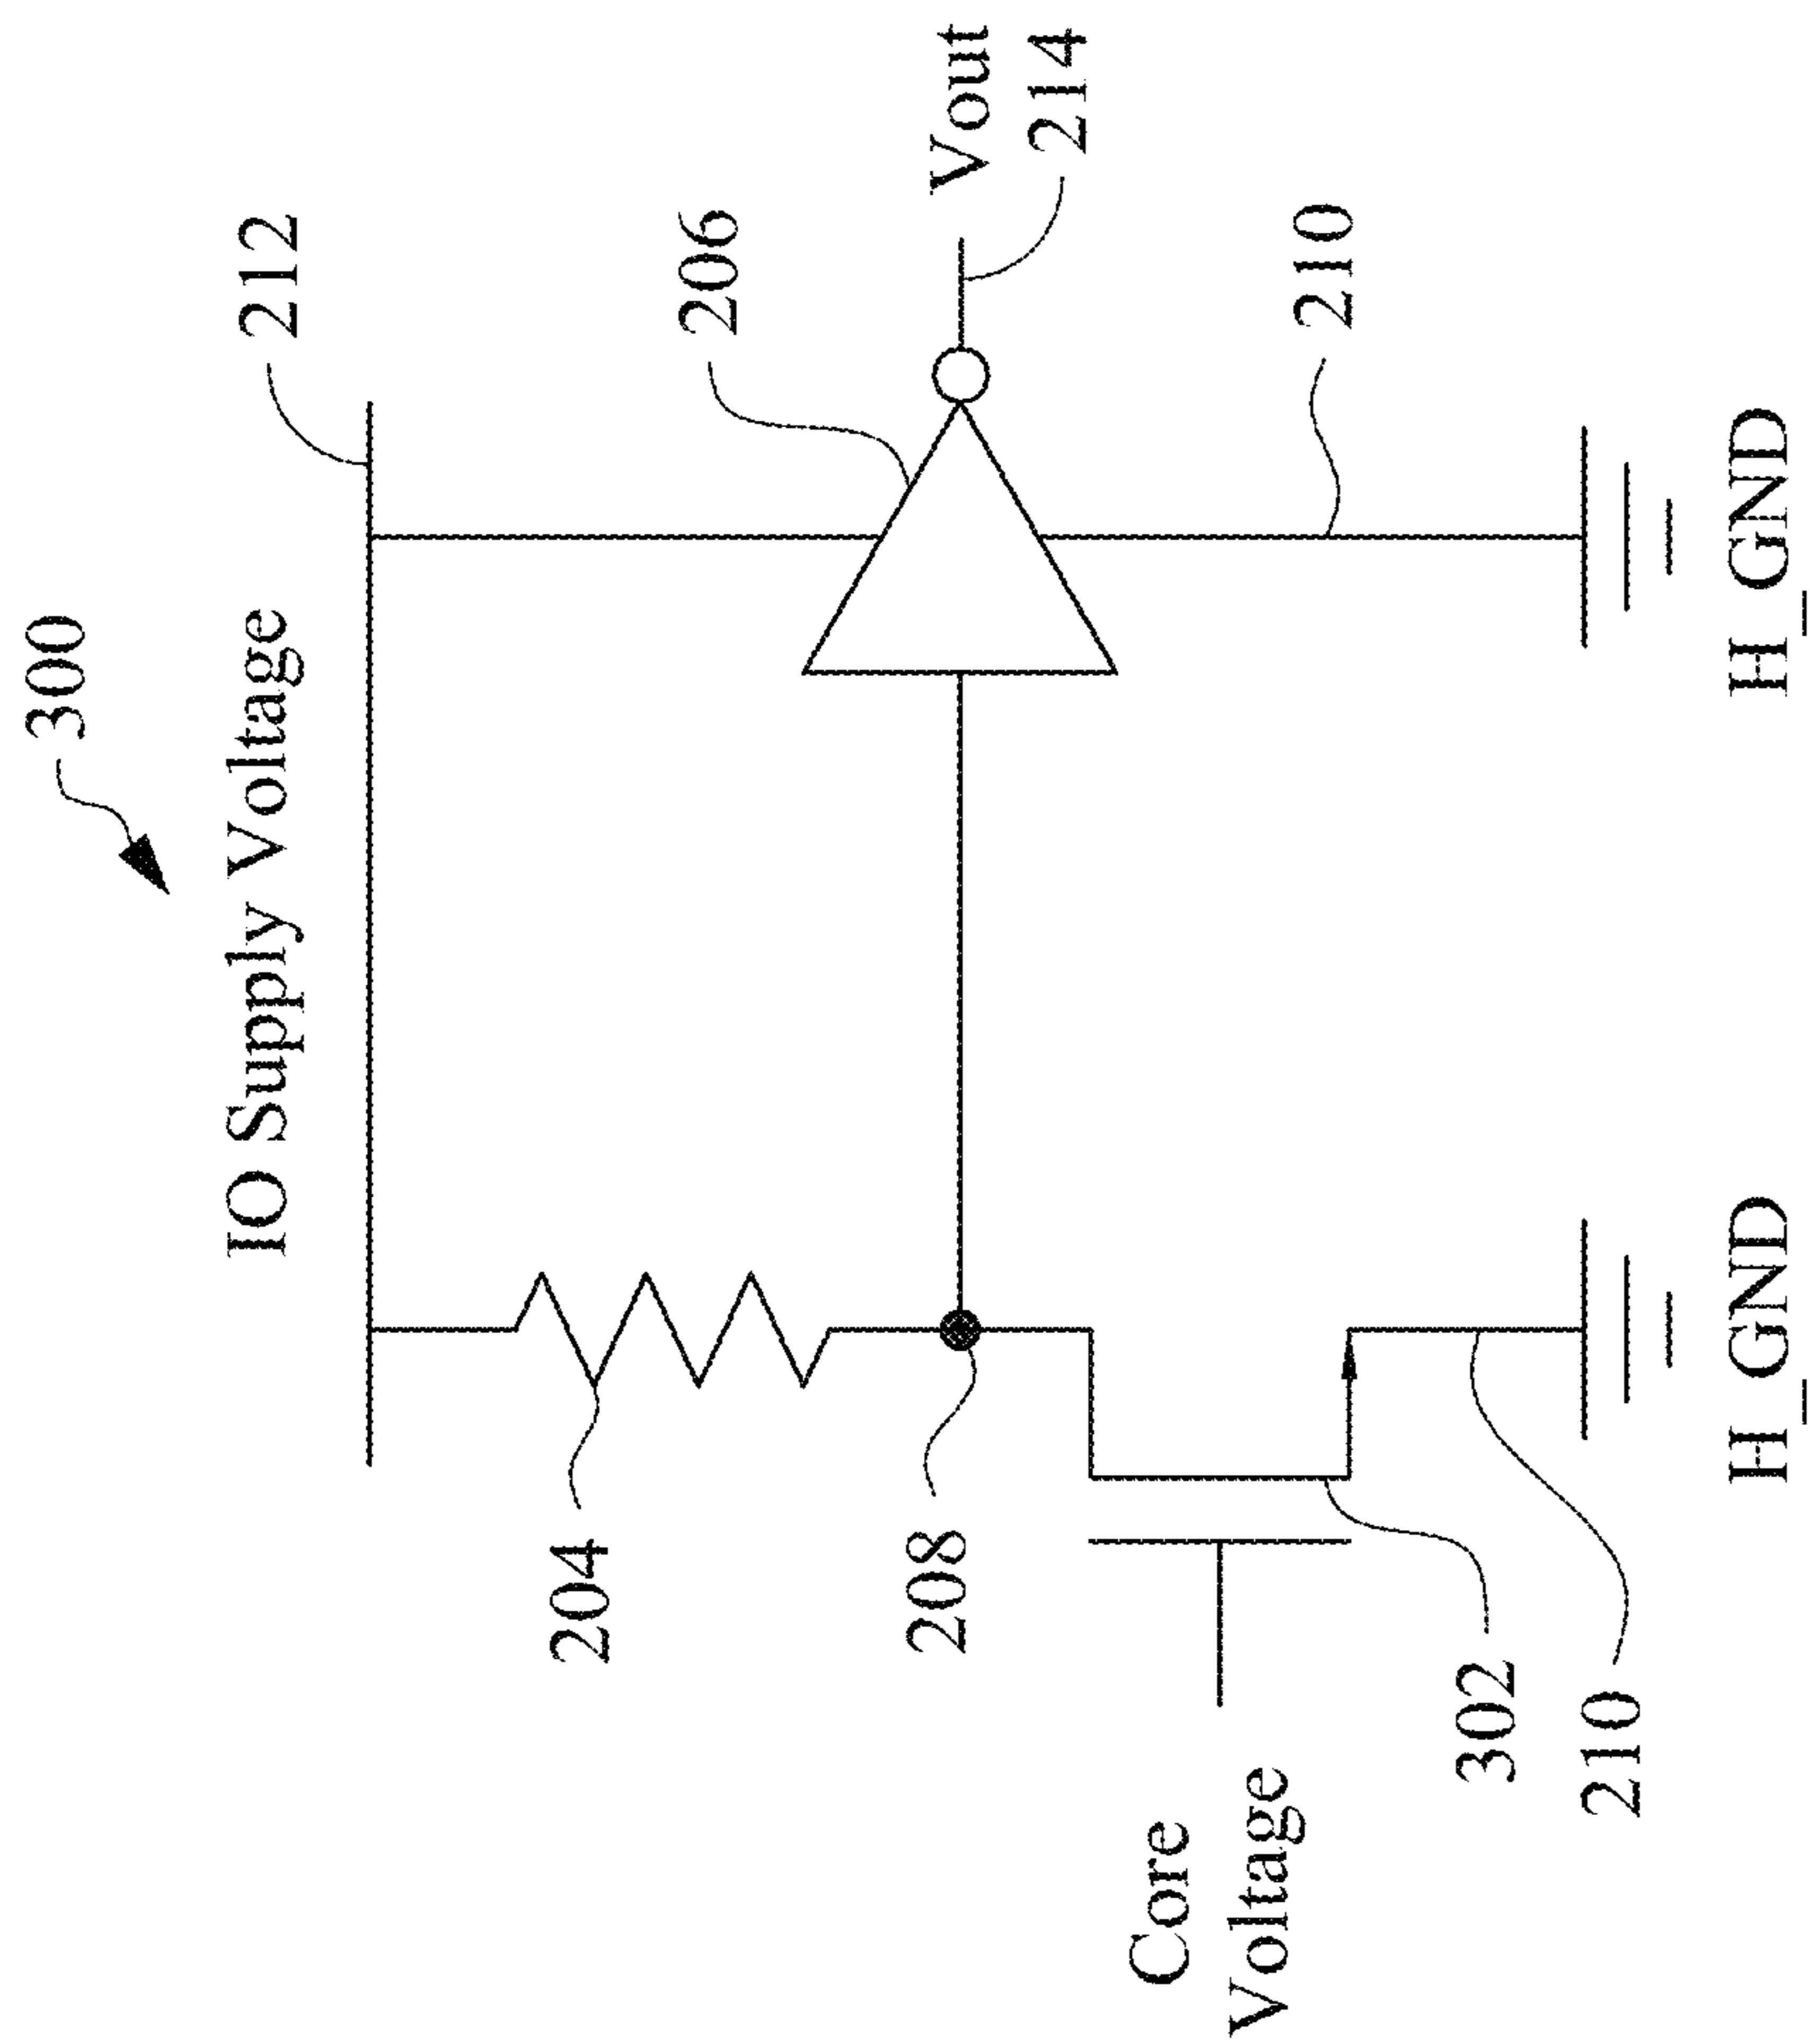 300
IO Supply Voltage
212
204
206
208
Vout
214
Core
Voltage
302
210
210
H_GND
H_GND